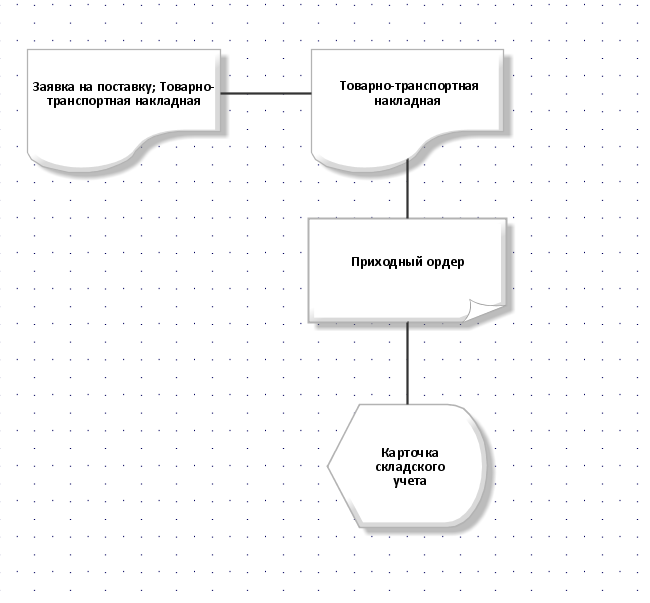 Заявка на поставку; Товарно-
транспортная накладная
Товарно-транспортная
накладная
Приходный ордер
Карточка
складского
учета